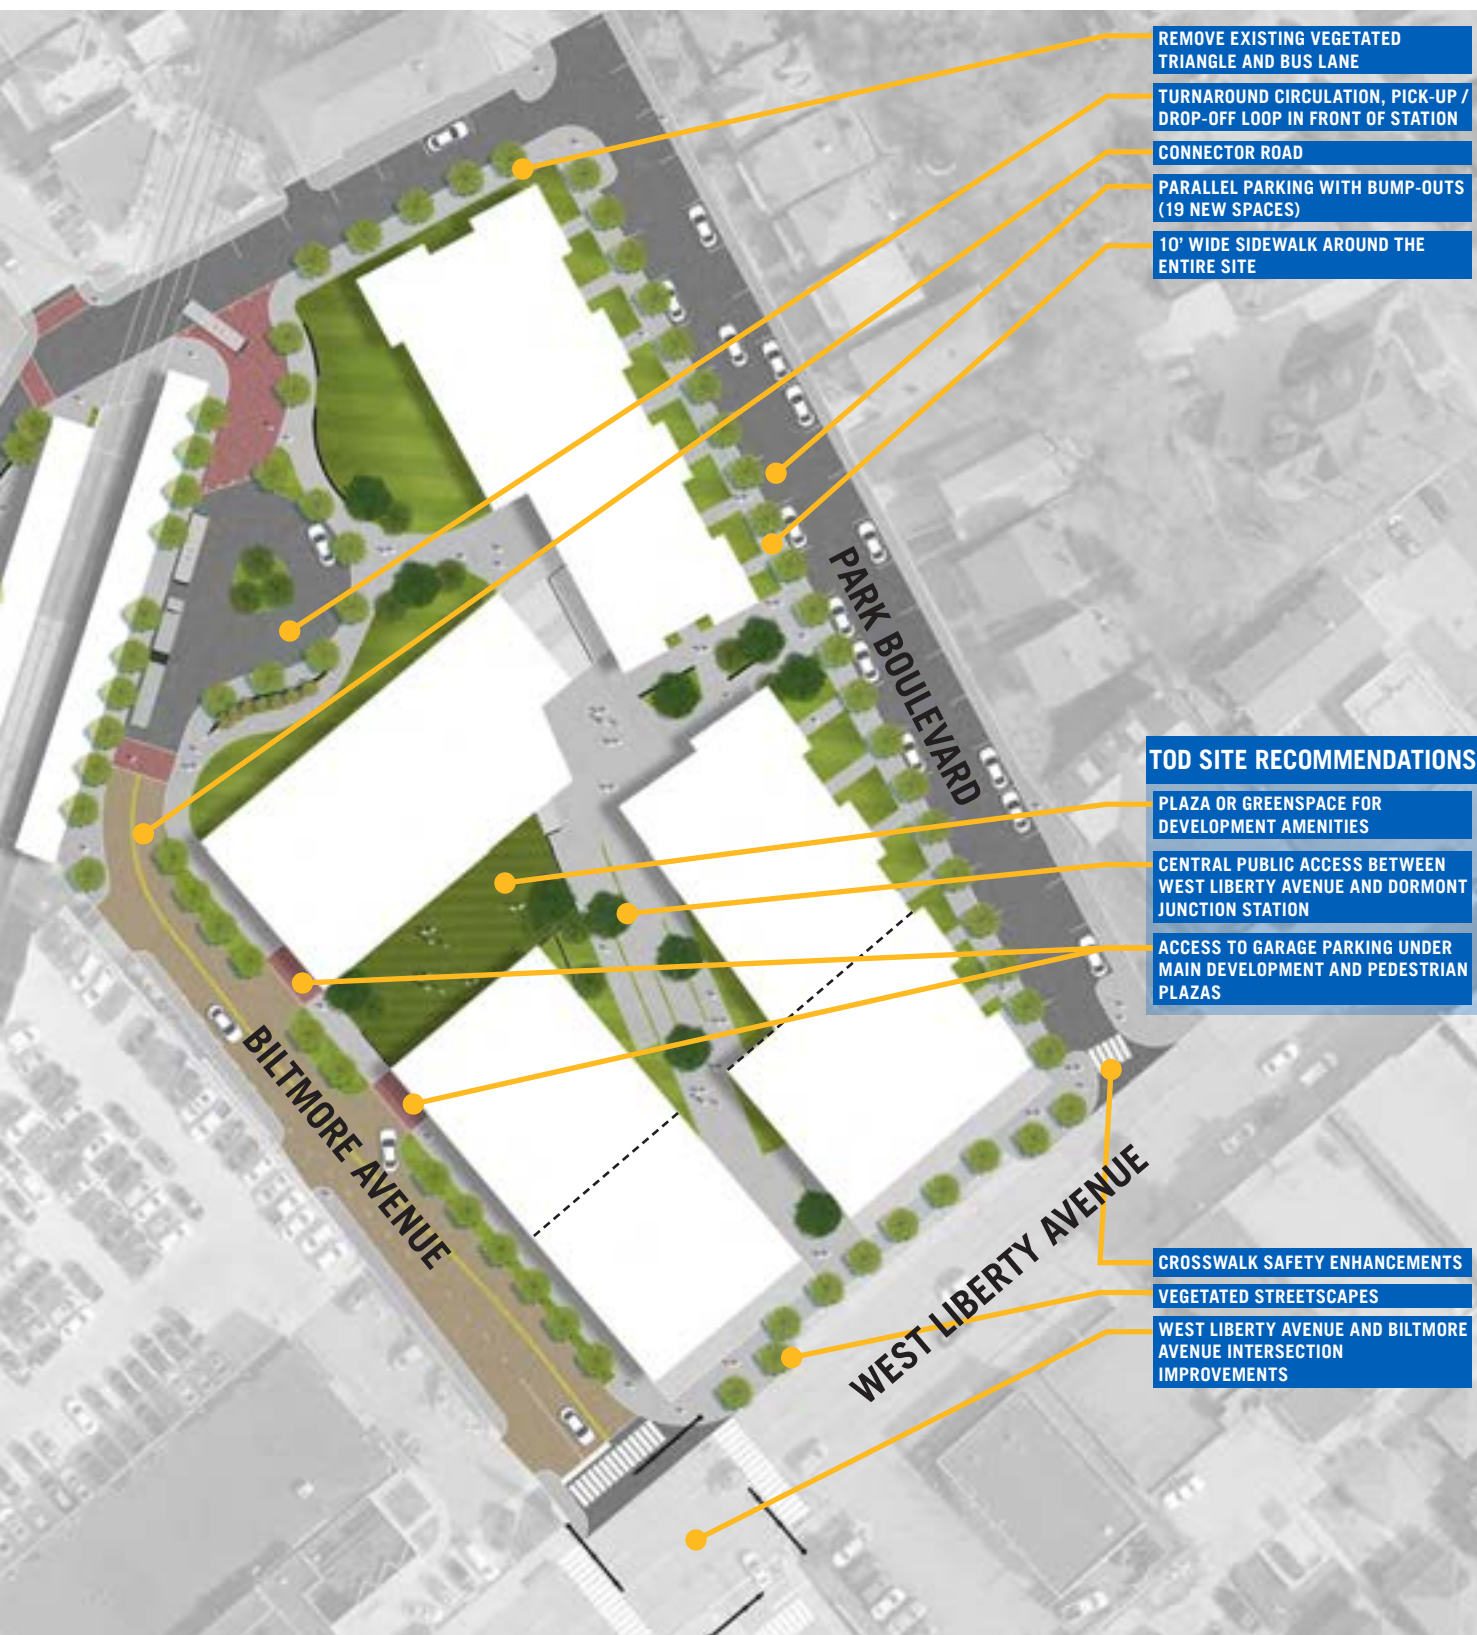 REMOVE EXISTING VEGETATED
TRIANGLE AND BUS LANE
TURNAROUND CIRCULATION, PICK-UP /
DROP-OFF LOOP IN FRONT OF STATION
CONNECTOR ROAD
PARALLEL PARKING WITH BUMP-OUTS
(19 NEW SPACES)
10' WIDE SIDEWALK AROUND THE
ENTIRE SITE
PARK BOULEVARD
TOD SITE RECOMMENDATIONS
PLAZA OR GREENSPACE FOR
DEVELOPMENT AMENITIES
CENTRAL PUBLIC ACCESS BETWEEN
WEST LIBERTY AVENUE AND DORMONT
JUNCTION STATION
ACCESS TO GARAGE PARKING UNDER
MAIN DEVELOPMENT AND PEDESTRIAN
PLAZAS
BILTMORE AVENUE
WEST LIBERTY AVENUE
CROSSWALK SAFETY ENHANCEMENTS
VEGETATED STREETSCAPES
WEST LIBERTY AVENUE AND BILTMORE
AVENUE INTERSECTION
IMPROVEMENTS